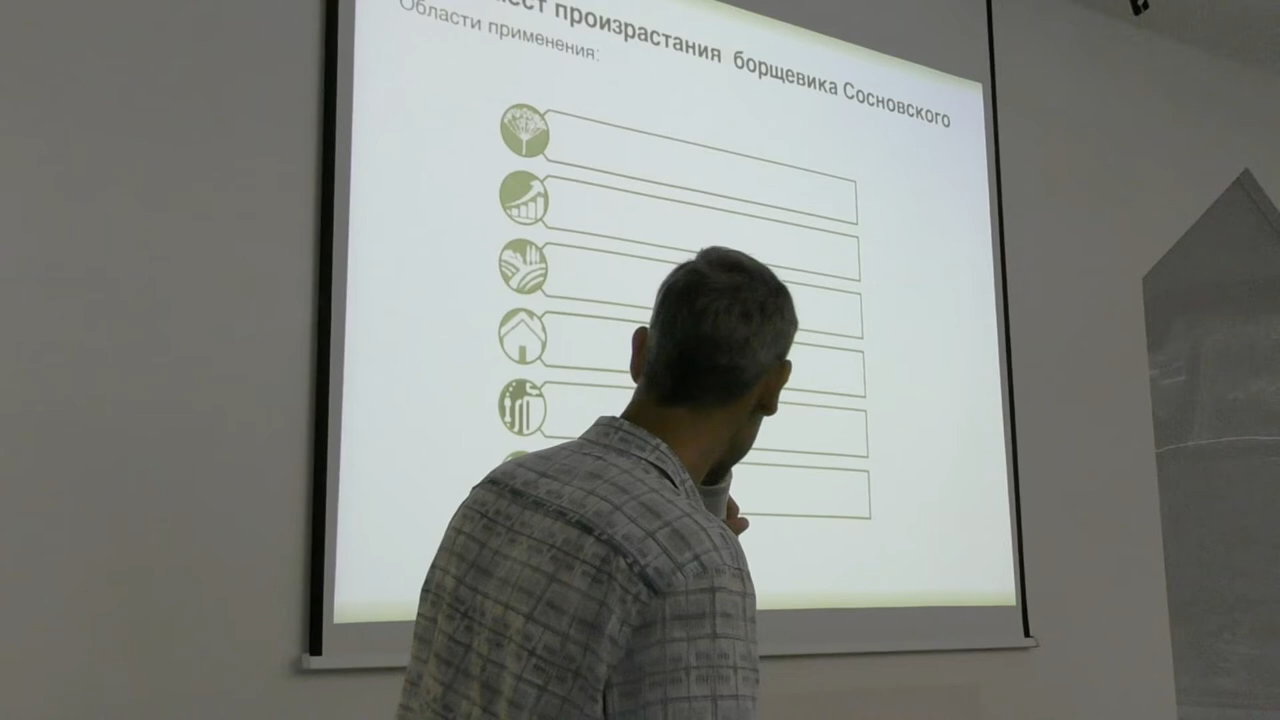 мест произрастания борщевика Сосновского
Области применения: